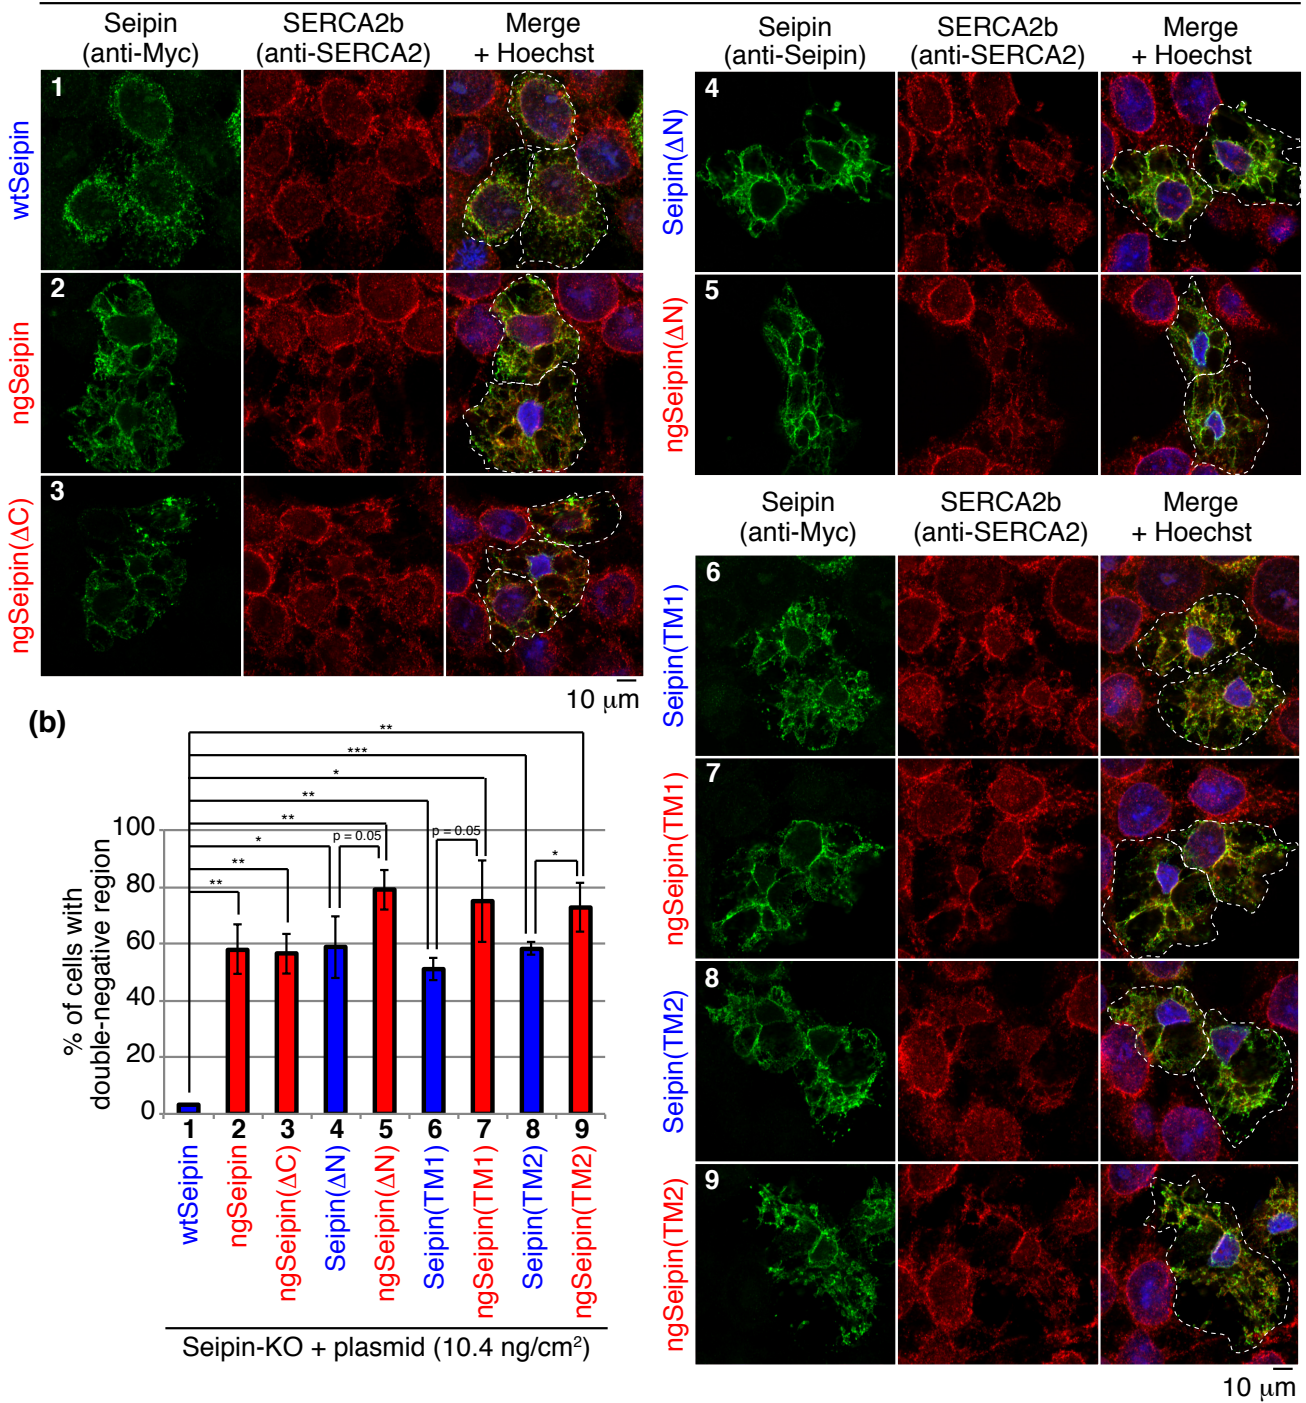 Seipin
(anti-Myc)
SERCA2b
(anti-SERCA2)
Merge
+ Hoechst
wtSeipin
1
ngSeipin
2
ngSeipin(ΔC)
3
10 μm
Seipin
(anti-Seipin)
SERCA2b
(anti-SERCA2)
Merge
+ Hoechst
Seipin(ΔN)
4
ngSeipin(ΔN)
5
Seipin
(anti-Myc)
SERCA2b
(anti-SERCA2)
Merge
+ Hoechst
Seipin(TM1)
6
ngSeipin(TM1)
7
Seipin(TM2)
8
ngSeipin(TM2)
9
10 μm
(b)
% of cells with
double-negative region
100
80
60
40
20
0
**
***
*
**
**
*
**
**
p = 0.05
p = 0.05
*
1 2 3 4 5 6 7 8 9
wtSeipin
ngSeipin
ngSeipin(ΔC)
Seipin(ΔN)
ngSeipin(ΔN)
Seipin(TM1)
ngSeipin(TM1)
Seipin(TM2)
ngSeipin(TM2)
Seipin-KO + plasmid (10.4 ng/cm²)